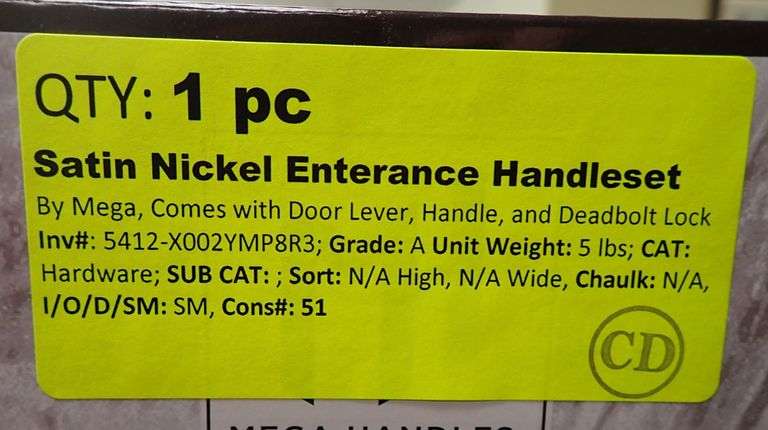 QTY: 1 pc
Satin Nickel Enterance Handleset
By Mega, Comes with Door Lever, Handle, and Deadbolt Lock
Inv#: 5412-X002YMP8R3; Grade: A Unit Weight: 5 lbs; CAT:
Hardware; SUB CAT: ; Sort: N/A High, N/A Wide, Chaulk: N/A,
I/O/D/SM: SM, Cons#: 51
CD
MEGA HANDLES